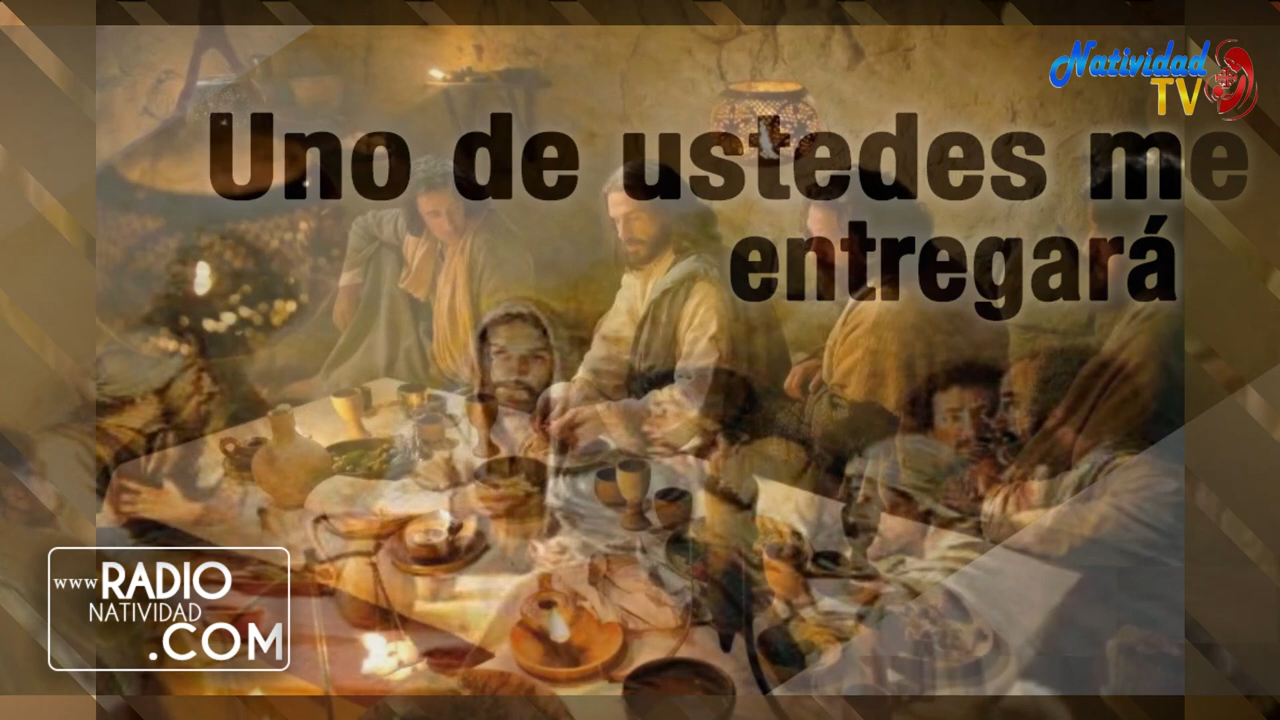 Natividad
TV
Uno de ustedes me
entregará
www RADIO
NATIVIDAD
.COM